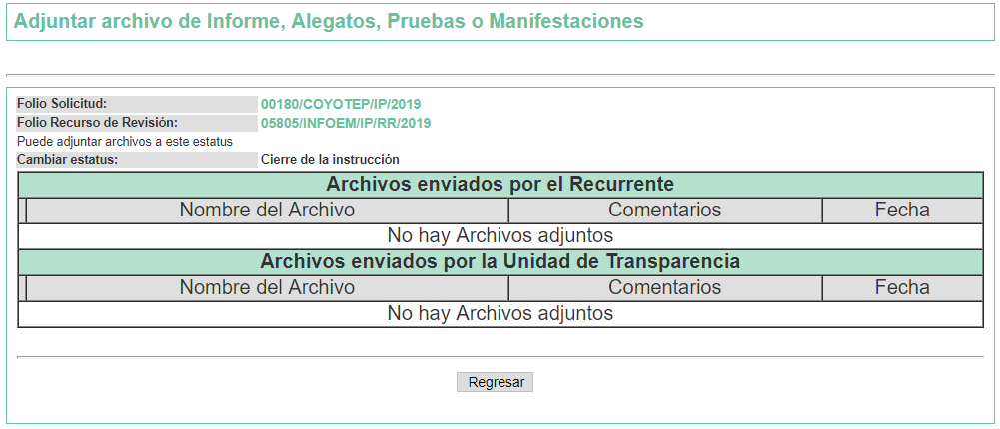 Adjuntar archivo de Informe, Alegatos, Pruebas o Manifestaciones
Folio Solicitud: 00180/COYOTEP/IP/2019
Folio Recurso de Revisión: 05805/INFOEM/IP/RR/2019
Puede adjuntar archivos a este estatus
Cambiar estatus: Cierre de la instrucción
Archivos enviados por el Recurrente
Nombre del Archivo Comentarios Fecha
No hay Archivos adjuntos
Archivos enviados por la Unidad de Transparencia
Nombre del Archivo Comentarios Fecha
No hay Archivos adjuntos
Regresar